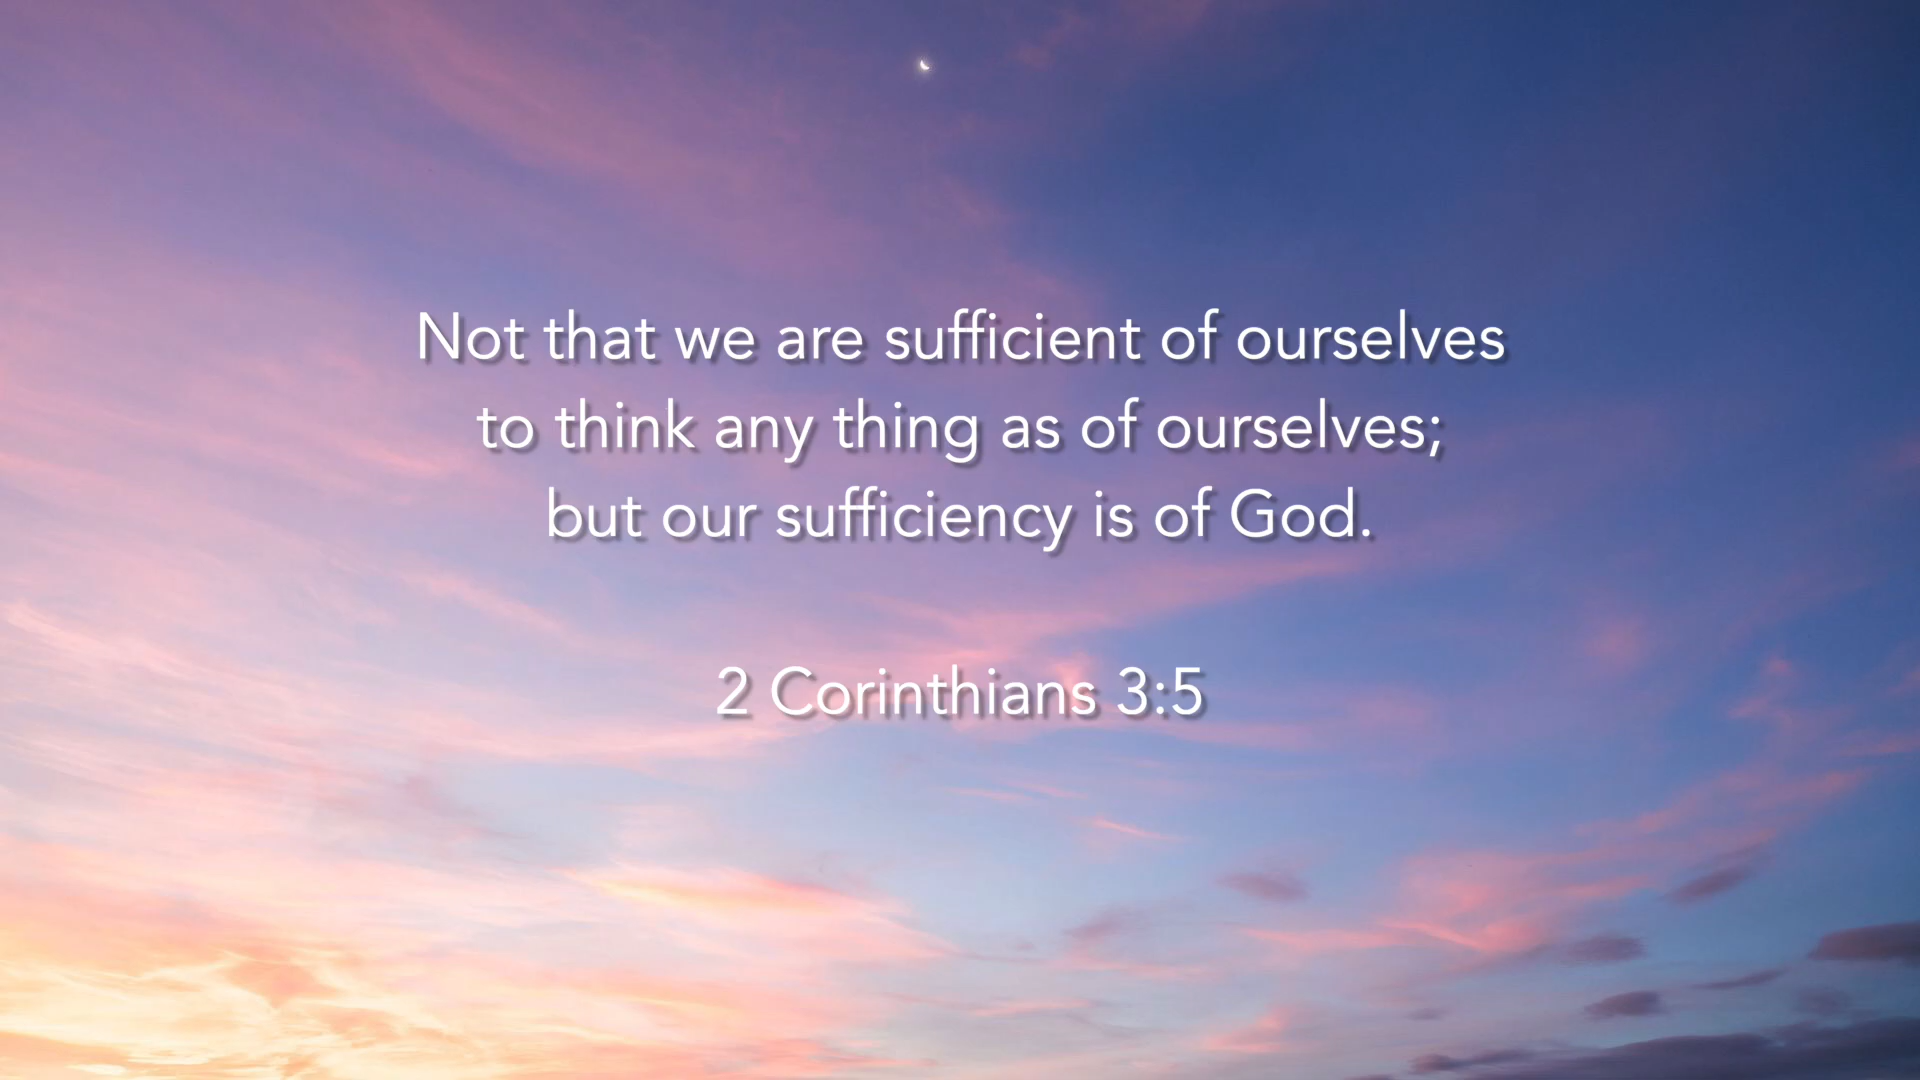 Not that we are sufficient of ourselves
to think any thing as of ourselves;
but our sufficiency is of God.
2 Corinthians 3:5